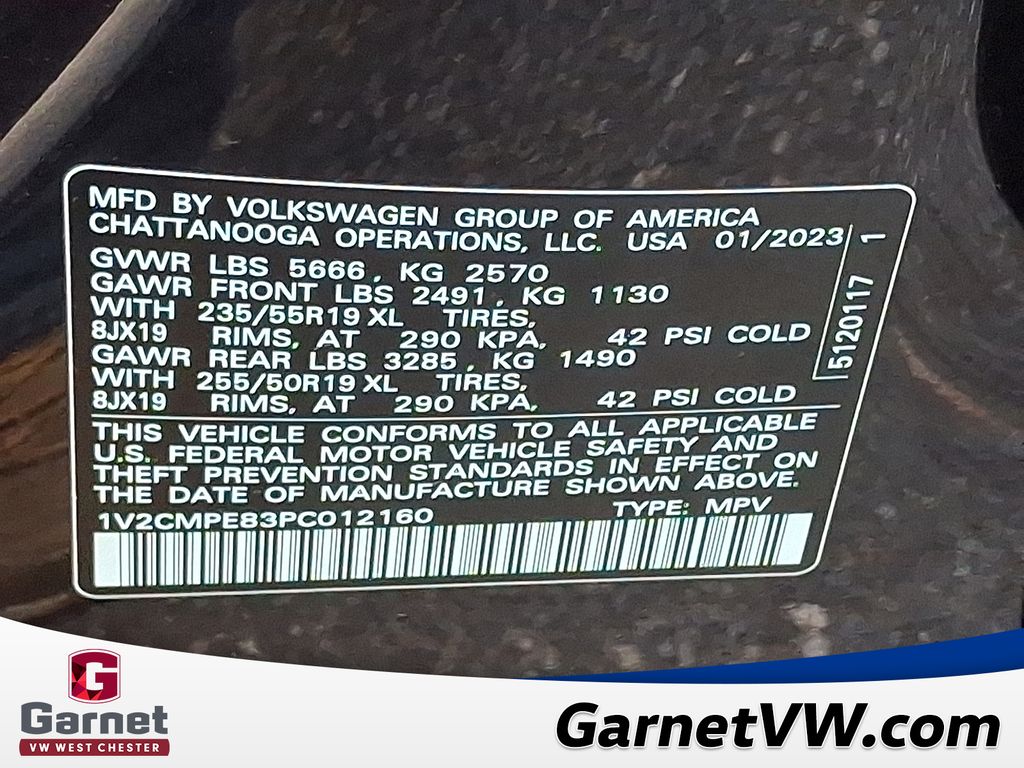 MFD BY VOLKSWAGEN GROUP OF AMERICA
CHATTANOOGA OPERATIONS, LLC. USA 01/2023
GVWR LBS 5666, KG 2570
GAWR FRONT LBS 2491, KG 1130
WITH 235/55R19 XL TIRES,
8JX19 RIMS, AT 290 KPA, 42 PSI COLD
GAWR REAR LBS 3285, KG 1490
WITH 255/50R19 XL TIRES,
8JX19 RIMS, AT 290 KPA, 42 PSI COLD
5120117 1
THIS VEHICLE CONFORMS TO ALL APPLICABLE
U.S. FEDERAL MOTOR VEHICLE SAFETY AND
THEFT PREVENTION STANDARDS IN EFFECT ON
THE DATE OF MANUFACTURE SHOWN ABOVE.
1V2CMPE83PC012160 TYPE: MPV
G
Garnet
VW WEST CHESTER
GarnetVW.com